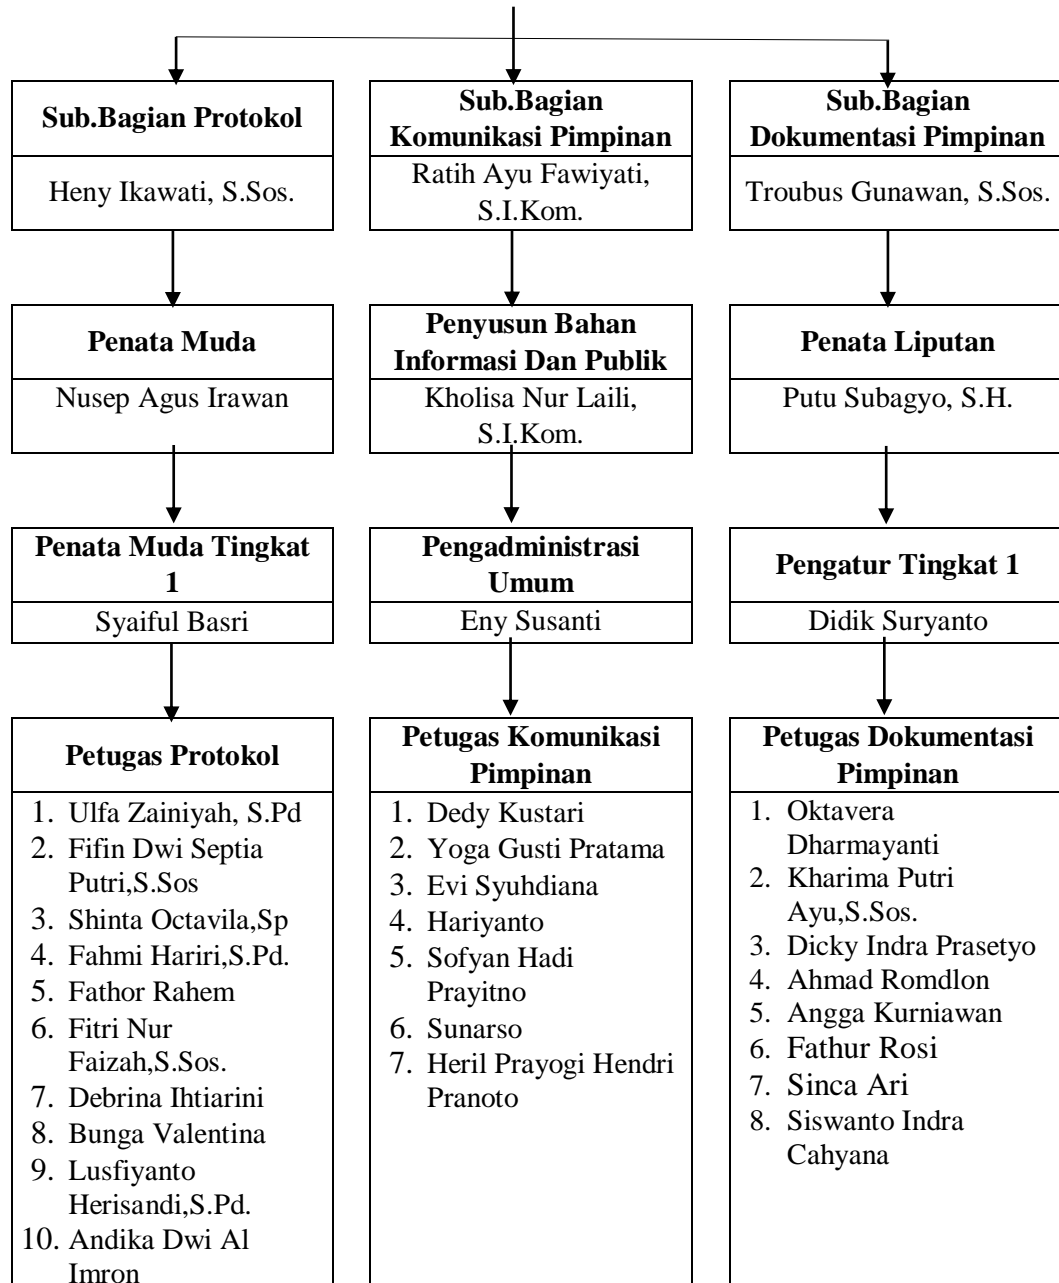 Sub.Bagian Protokol
Heny Ikawati, S.Sos.
Sub.Bagian
Komunikasi Pimpinan
Ratih Ayu Fawiyati,
S.I.Kom.
Sub.Bagian
Dokumentasi Pimpinan
Troubus Gunawan, S.Sos.
Penata Muda
Nusep Agus Irawan
Penyusun Bahan
Informasi Dan Publik
Kholisa Nur Laili,
S.I.Kom.
Penata Liputan
Putu Subagyo, S.H.
Penata Muda Tingkat
1
Syaiful Basri
Pengadministrasi
Umum
Eny Susanti
Pengatur Tingkat 1
Didik Suryanto
Petugas Protokol
1. Ulfa Zainiyah, S.Pd
2. Fifin Dwi Septia
Putri,S.Sos
3. Shinta Octavila,Sp
4. Fahmi Hariri,S.Pd.
5. Fathor Rahem
6. Fitri Nur
Faizah,S.Sos.
7. Debrina Ihtiarini
8. Bunga Valentina
9. Lusfiyanto
Herisandi,S.Pd.
10. Andika Dwi Al
Imron
Petugas Komunikasi
Pimpinan
1. Dedy Kustari
2. Yoga Gusti Pratama
3. Evi Syuhdiana
4. Hariyanto
5. Sofyan Hadi
Prayitno
6. Sunarso
7. Heril Prayogi Hendri
Pranoto
Petugas Dokumentasi
Pimpinan
1. Oktavera
Dharmayanti
2. Kharima Putri
Ayu,S.Sos.
3. Dicky Indra Prasetyo
4. Ahmad Romdlon
5. Angga Kurniawan
6. Fathur Rosi
7. Sinca Ari
8. Siswanto Indra
Cahyana